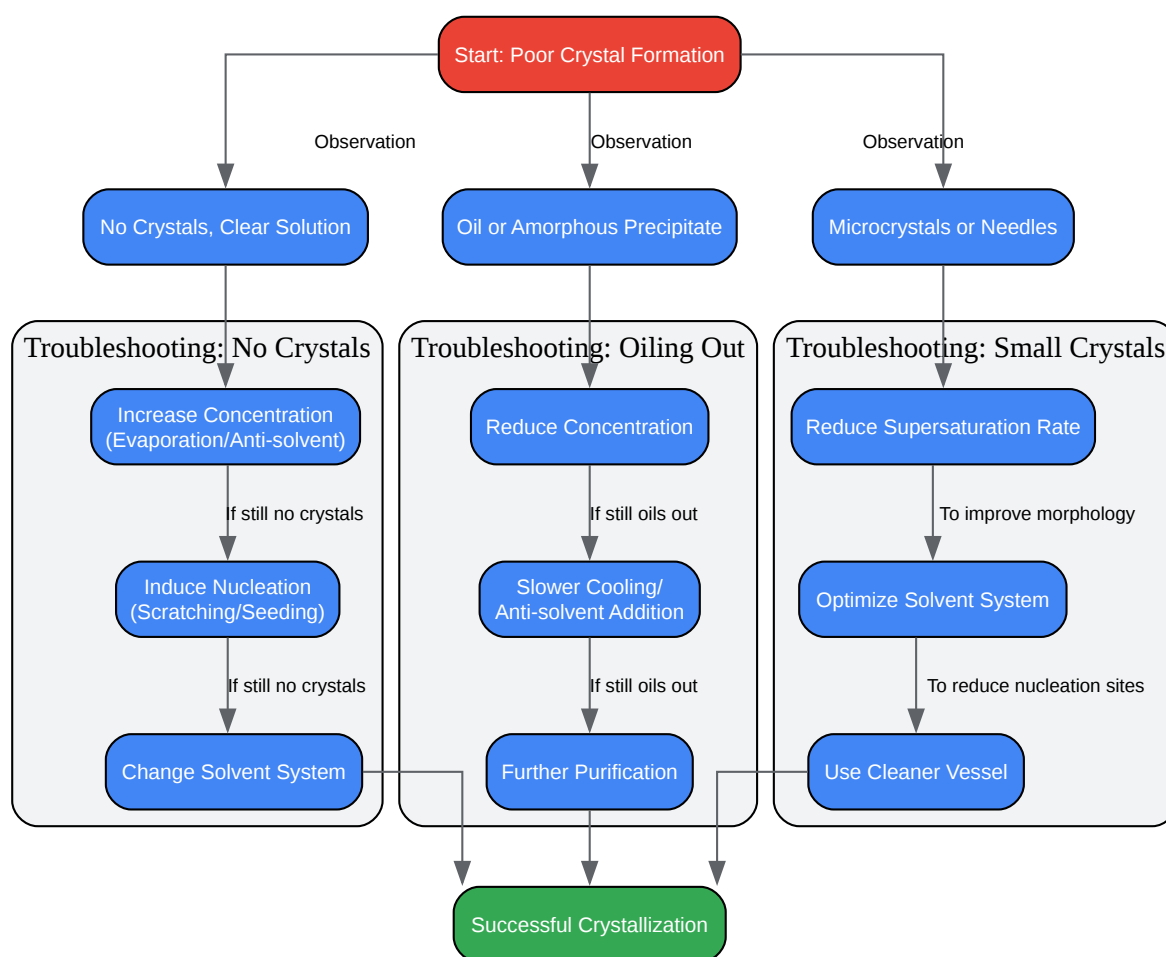 Start: Poor Crystal Formation
Observation
Observation
Observation
No Crystals, Clear Solution
Oil or Amorphous Precipitate
Microcrystals or Needles
Troubleshooting: No Crystals
Troubleshooting: Oiling Out
Troubleshooting: Small Crystals
Increase Concentration
(Evaporation/Anti-solvent)
Reduce Concentration
Reduce Supersaturation Rate
If still no crystals
If still oils out
To improve morphology
Induce Nucleation
(Scratching/Seeding)
Slower Cooling/
Anti-solvent Addition
Optimize Solvent System
If still no crystals
If still oils out
To reduce nucleation sites
Change Solvent System
Further Purification
Use Cleaner Vessel
Successful Crystallization